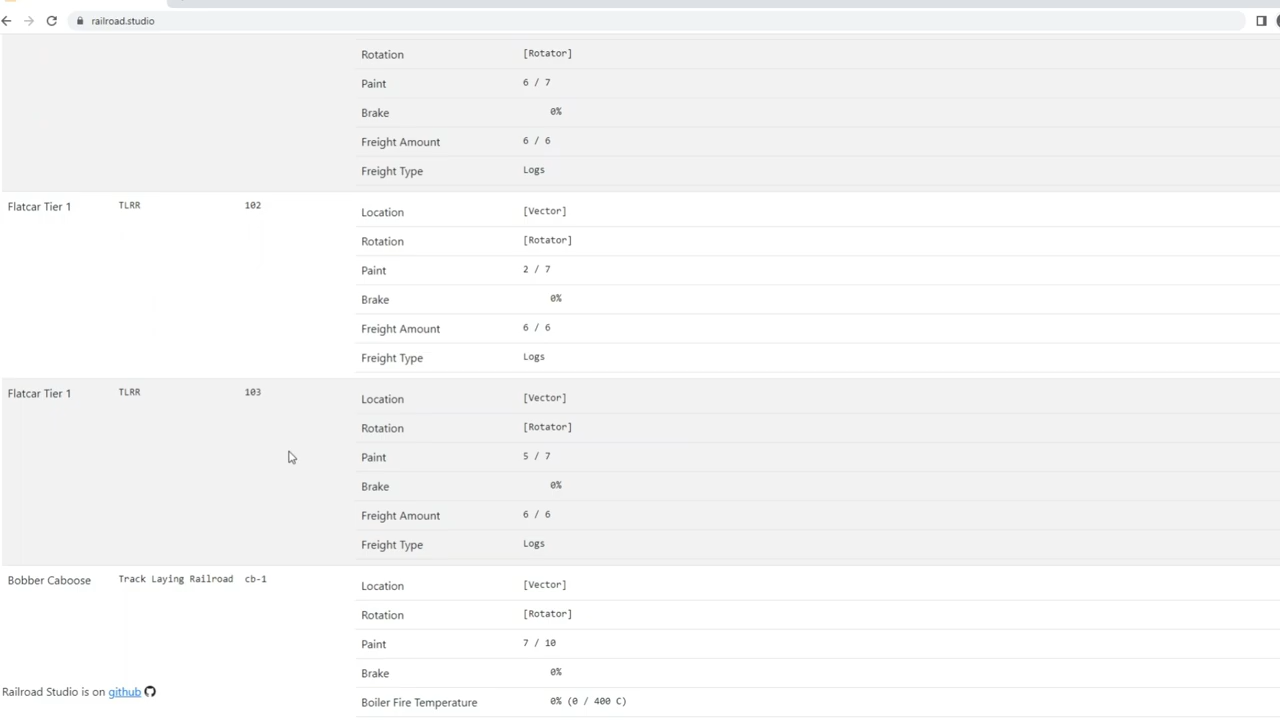 railroad.studio
Rotation [Rotator]
Paint 6 / 7
Brake 0%
Freight Amount 6 / 6
Freight Type Logs
Flatcar Tier 1 TLRR 102 Location [Vector]
Rotation [Rotator]
Paint 2 / 7
Brake 0%
Freight Amount 6 / 6
Freight Type Logs
Flatcar Tier 1 TLRR 103 Location [Vector]
Rotation [Rotator]
Paint 5 / 7
Brake 0%
Freight Amount 6 / 6
Freight Type Logs
Bobber Caboose Track Laying Railroad cb-1 Location [Vector]
Rotation [Rotator]
Paint 7 / 10
Brake 0%
Railroad Studio is on github
Boiler Fire Temperature 0% (0 / 400 C)